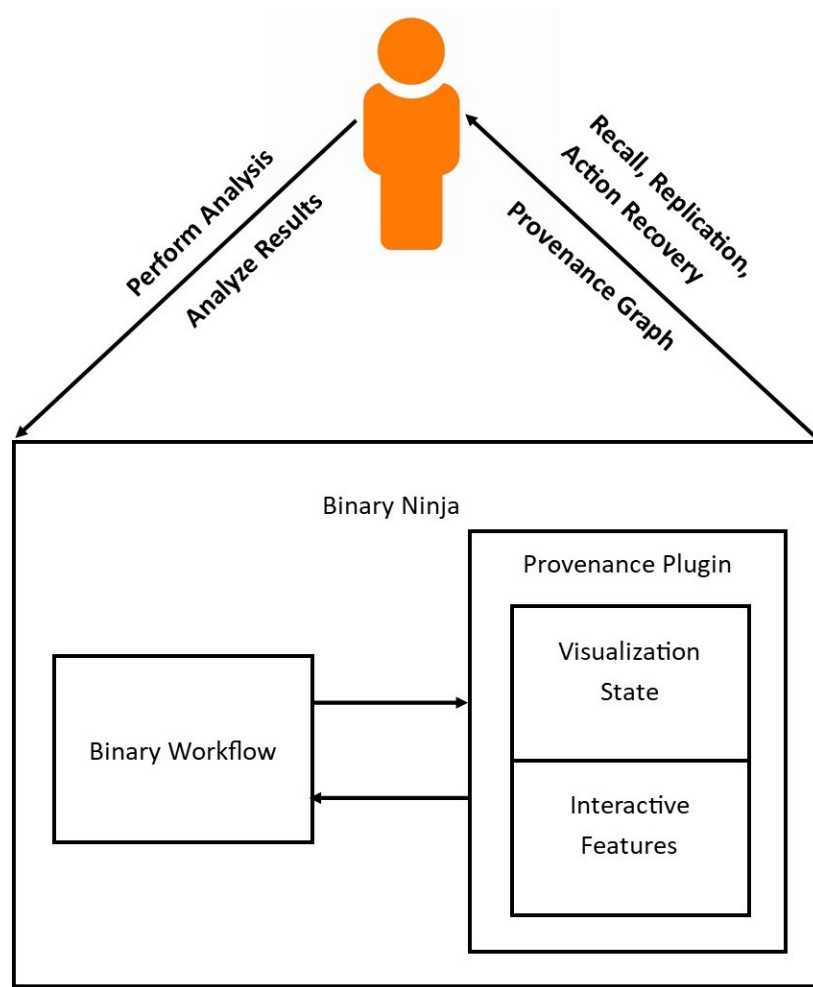 Perform Analysis
Analyze Results
Recall, Replication,
Action Recovery
Provenance Graph
Binary Ninja
Provenance Plugin
Visualization
State
Binary Workflow
Interactive
Features